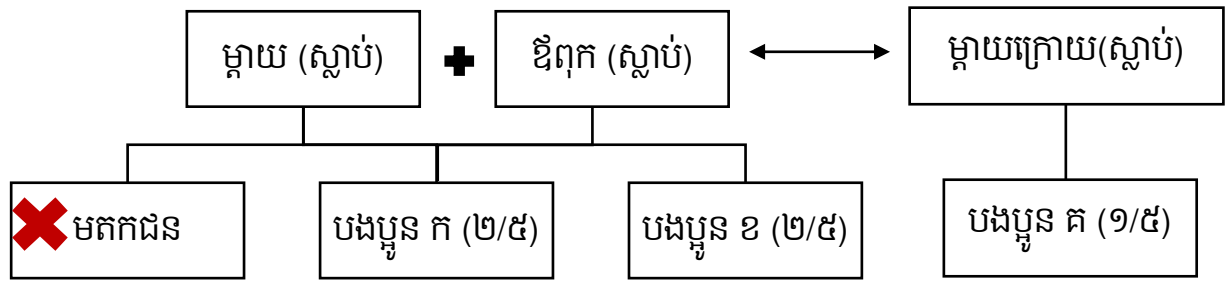 ម្តាយ (ស្លាប់)
ឪពុក (ស្លាប់)
ម្តាយក្រោយ(ស្លាប់)
មតកជន
បងប្អូន ក (២/៥)
បងប្អូន ខ (២/៥)
បងប្អូន គ (១/៥)